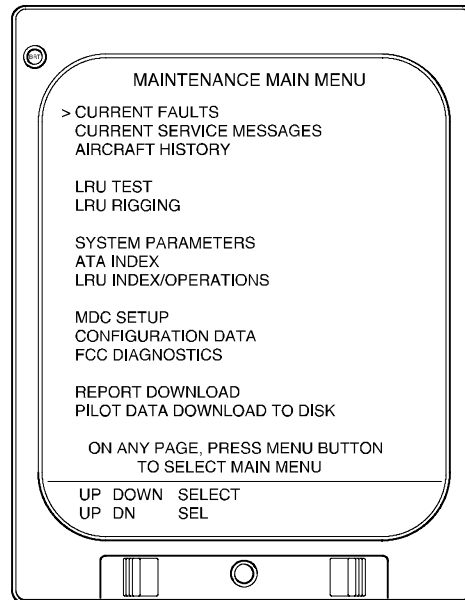 BRT
MAINTENANCE MAIN MENU
> CURRENT FAULTS
CURRENT SERVICE MESSAGES
AIRCRAFT HISTORY
LRU TEST
LRU RIGGING
SYSTEM PARAMETERS
ATA INDEX
LRU INDEX/OPERATIONS
MDC SETUP
CONFIGURATION DATA
FCC DIAGNOSTICS
REPORT DOWNLOAD
PILOT DATA DOWNLOAD TO DISK
ON ANY PAGE, PRESS MENU BUTTON
TO SELECT MAIN MENU
UP DOWN SELECT
UP DN SEL